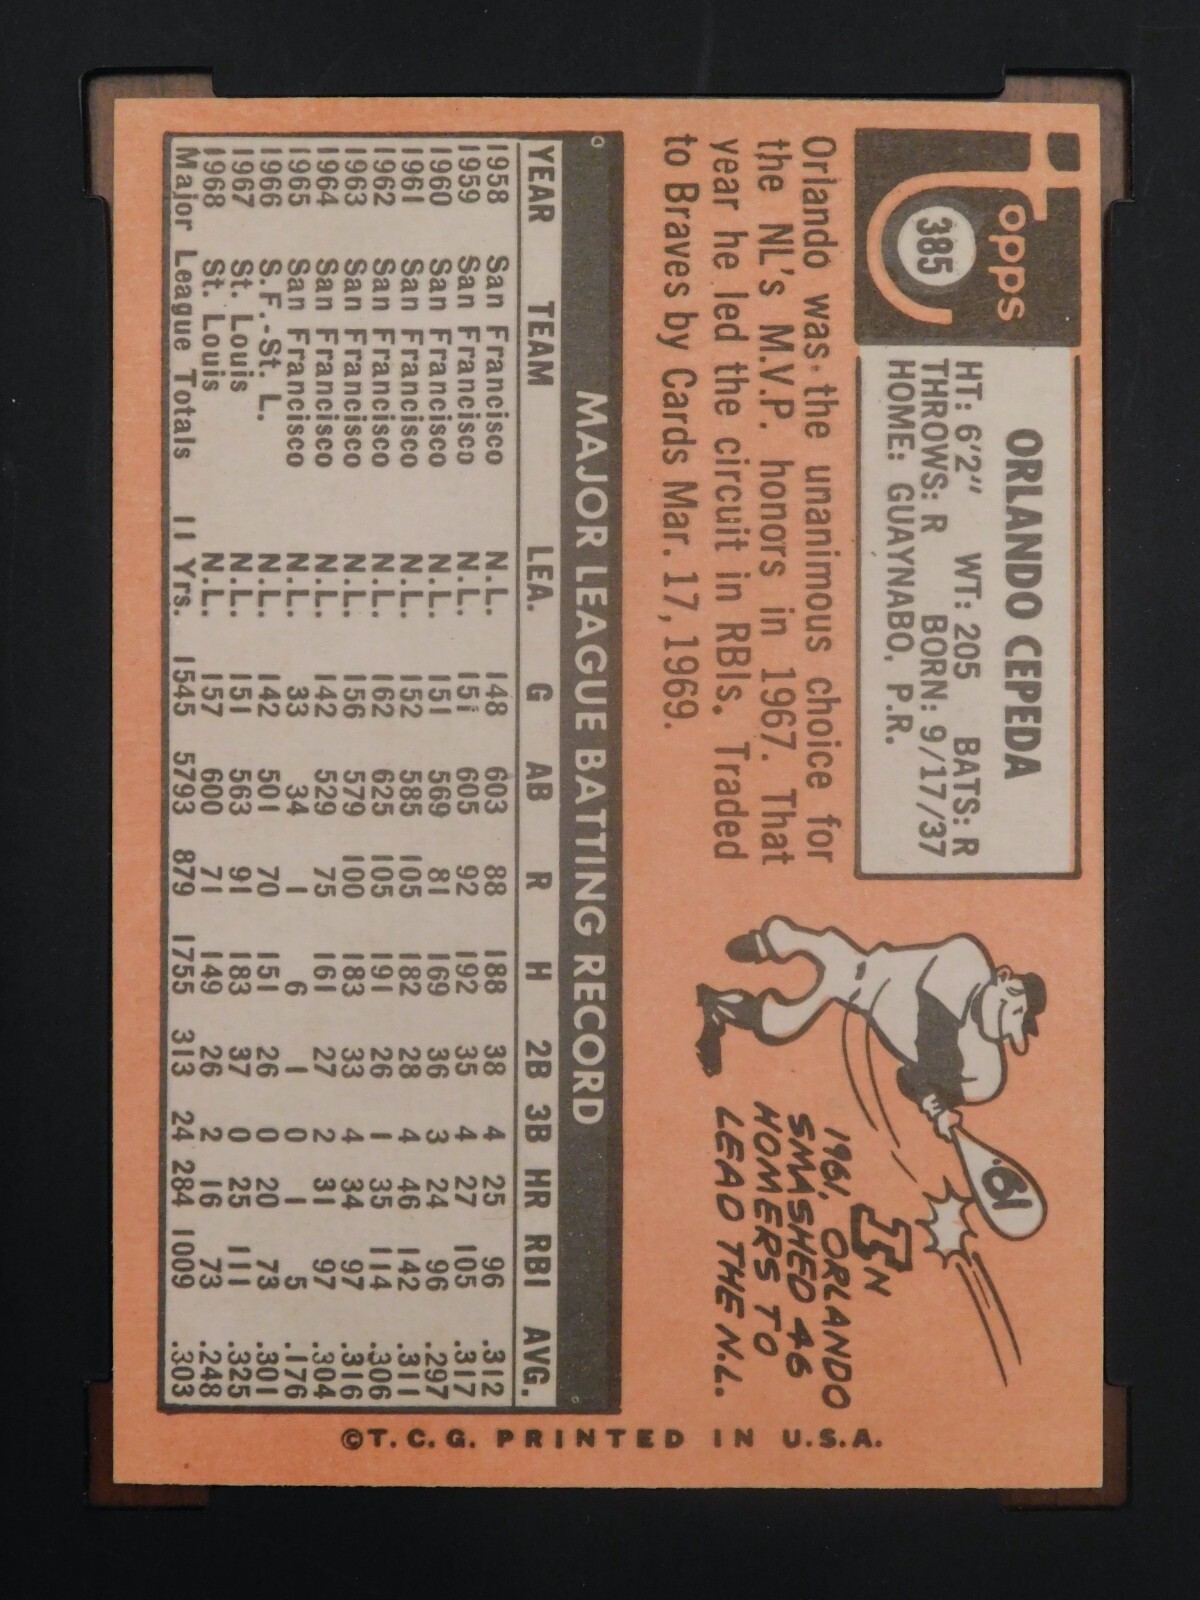 Topps
385
ORLANDO CEPEDA
HT: 6'2" WT: 205 BATS: R
THROWS: R BORN: 9/17/37
HOME: GUAYNABO, P.R.
Orlando was the unanimous choice for
the NL's M.V.P. honors in 1967. That
year he led the circuit in RBIs. Traded
to Braves by Cards Mar. 17, 1969.
'61
IN
1961, ORLANDO
SMASHED 46
HOMERS TO
LEAD THE N.L.
MAJOR LEAGUE BATTING RECORD
YEAR TEAM LEA. G AB R H 2B 3B HR RBI AVG.
1958 San Francisco N.L. 148 603 88 188 38 4 25 96 .312
1959 San Francisco N.L. 151 605 92 192 35 4 27 105 .317
1960 San Francisco N.L. 151 569 81 169 36 3 24 96 .297
1961 San Francisco N.L. 152 585 105 182 28 4 46 142 .311
1962 San Francisco N.L. 162 625 105 191 26 1 35 114 .306
1963 San Francisco N.L. 156 579 100 183 33 4 34 97 .316
1964 San Francisco N.L. 142 529 75 161 27 2 31 97 .304
1965 San Francisco N.L. 33 34 1 6 1 0 1 5 .176
1966 S.F.-St. L. N.L. 142 501 70 151 26 0 20 73 .301
1967 St. Louis N.L. 151 563 91 183 37 0 25 111 .325
1968 St. Louis N.L. 157 600 71 149 26 2 16 73 .248
Major League Totals 11 Yrs. 1545 5793 879 1755 313 24 284 1009 .303
©T.C.G. PRINTED IN U.S.A.